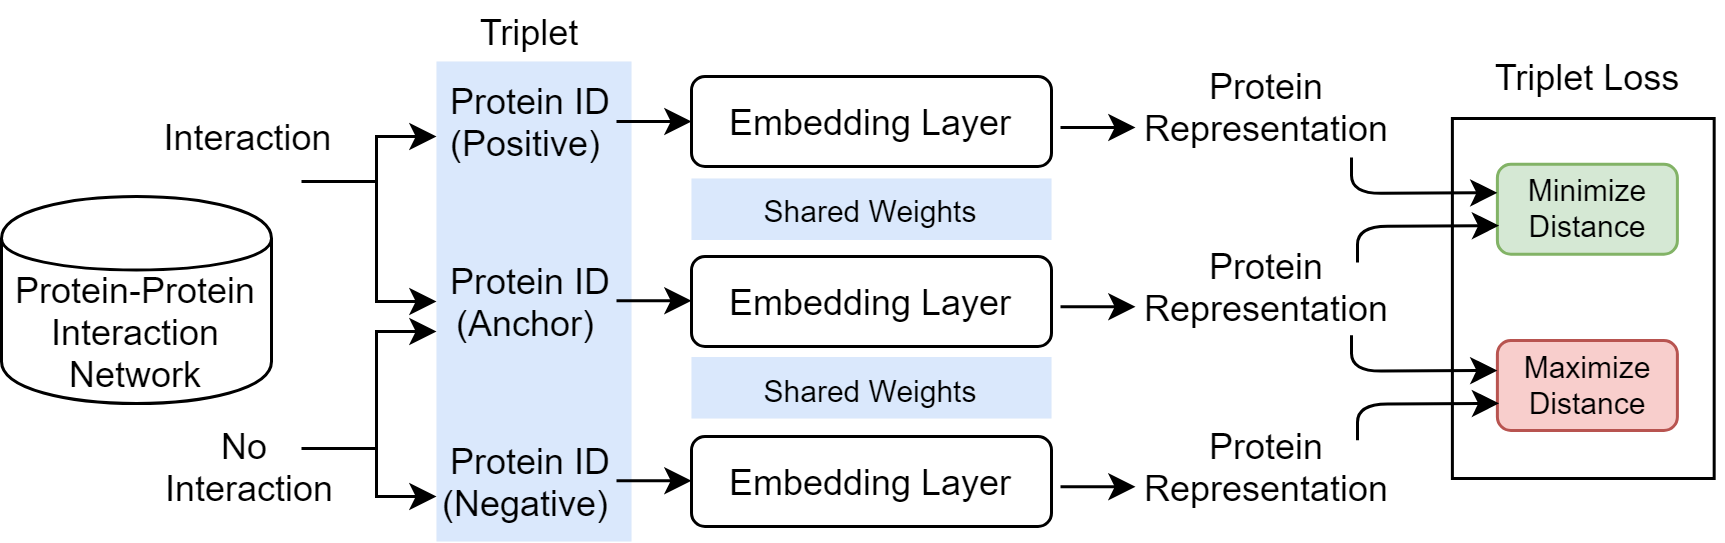 Triplet
Triplet Loss
Interaction
Protein-Protein
Interaction
Network
No
Interaction
Protein ID
(Positive)
Protein ID
(Anchor)
Protein ID
(Negative)
Embedding Layer
Shared Weights
Embedding Layer
Shared Weights
Embedding Layer
Protein
Representation
Protein
Representation
Protein
Representation
Minimize
Distance
Maximize
Distance